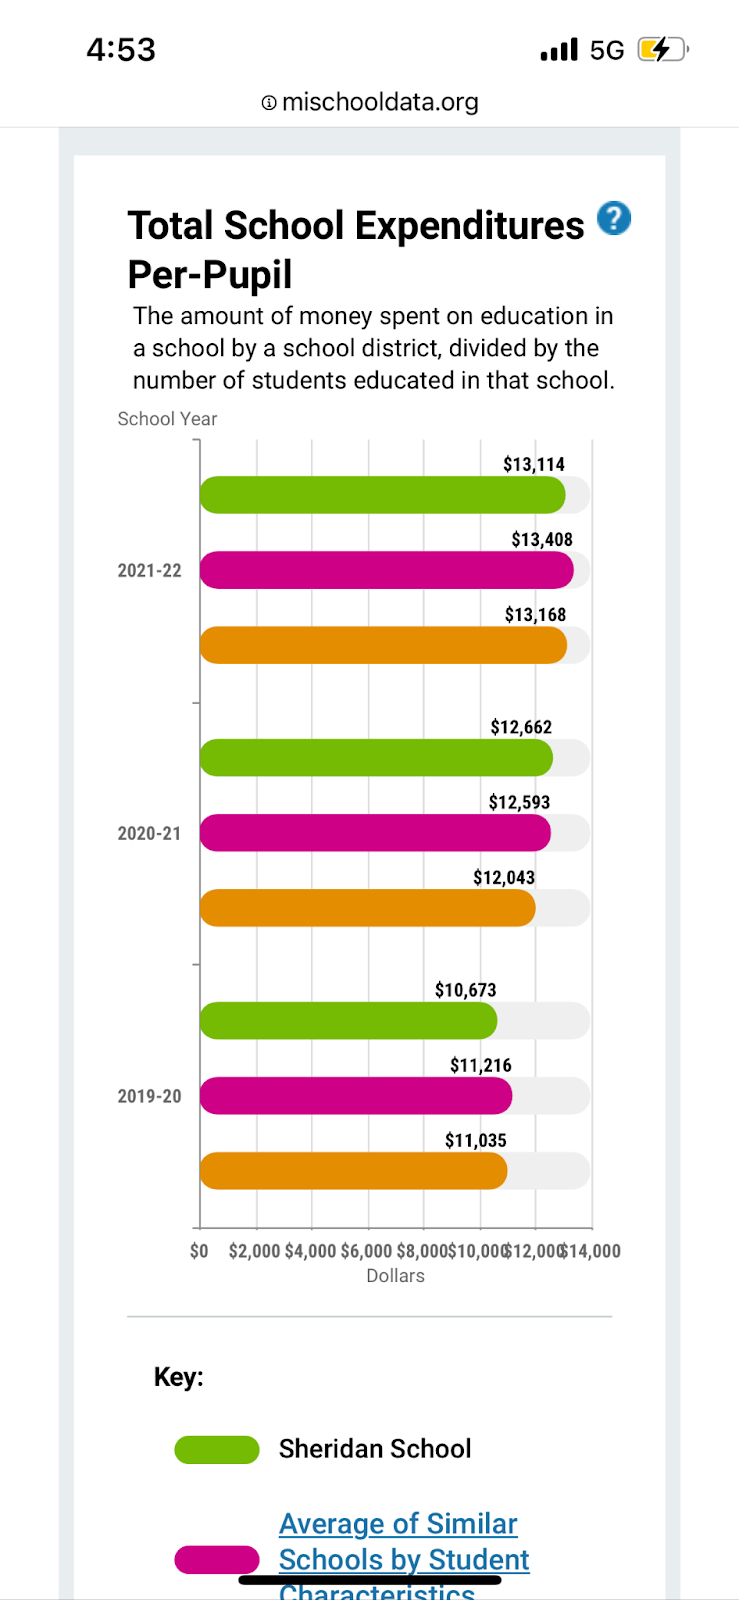 4:53
5G
mischooldata.org
Total School Expenditures ?
Per-Pupil
The amount of money spent on education in
a school by a school district, divided by the
number of students educated in that school.
School Year
$13,114
$13,408
2021-22
$13,168
$12,662
$12,593
2020-21
$12,043
$10,673
$11,216
2019-20
$11,035
$0 $2,000 $4,000 $6,000 $8,000 $10,000 $12,000 $14,000
Dollars
Key:
Sheridan School
Average of Similar
Schools by Student
Characteristics